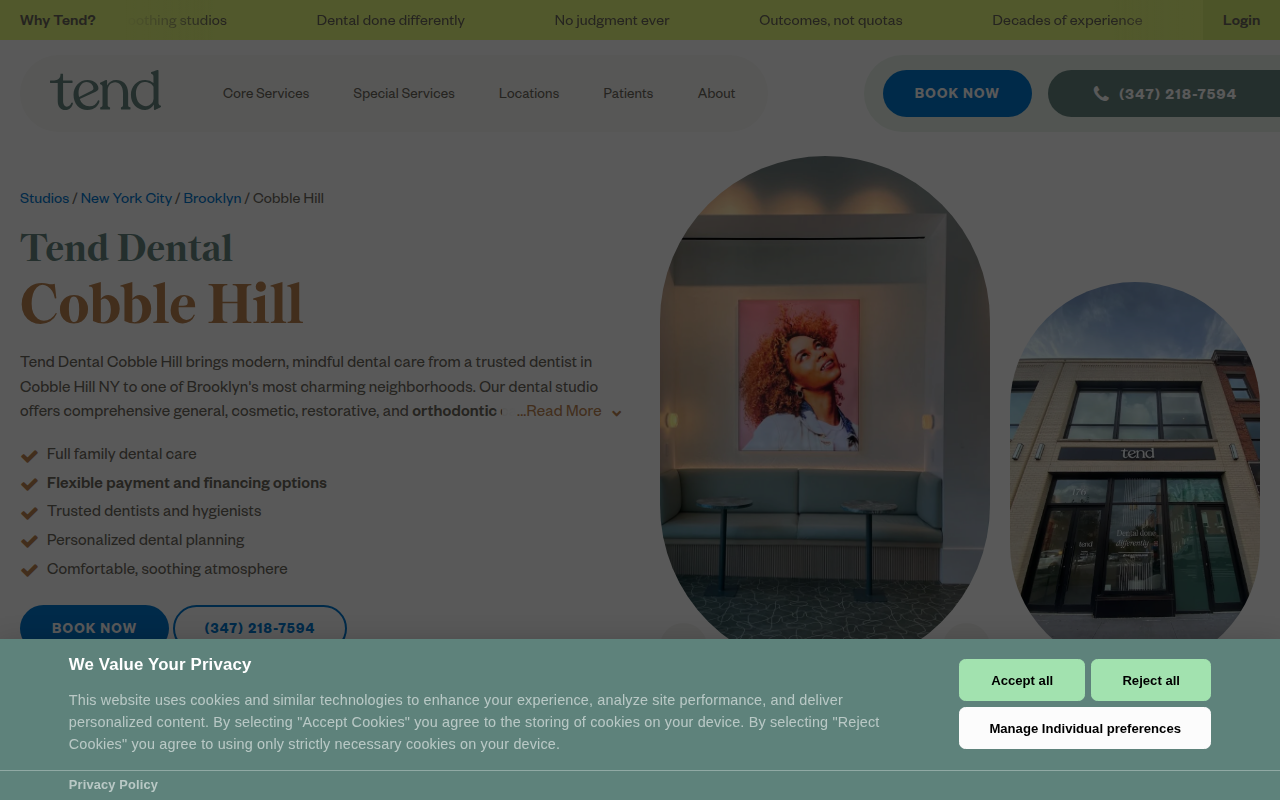 Why Tend?
othing studios
Dental done differently
No judgment ever
Outcomes, not quotas
Decades of experience
Login
tend
Core Services
Special Services
Locations
Patients
About
BOOK NOW
(347) 218-7594
Studios / New York City / Brooklyn / Cobble Hill
Tend Dental
Cobble Hill
Tend Dental Cobble Hill brings modern, mindful dental care from a trusted dentist in
Cobble Hill NY to one of Brooklyn's most charming neighborhoods. Our dental studio
offers comprehensive general, cosmetic, restorative, and orthodontic ...Read More
Full family dental care
Flexible payment and financing options
Trusted dentists and hygienists
Personalized dental planning
Comfortable, soothing atmosphere
BOOK NOW
(347) 218-7594
tend
tend
Dental done
differently
We Value Your Privacy
This website uses cookies and similar technologies to enhance your experience, analyze site performance, and deliver
personalized content. By selecting "Accept Cookies" you agree to the storing of cookies on your device. By selecting "Reject
Cookies" you agree to using only strictly necessary cookies on your device.
Accept all
Reject all
Manage Individual preferences
Privacy Policy